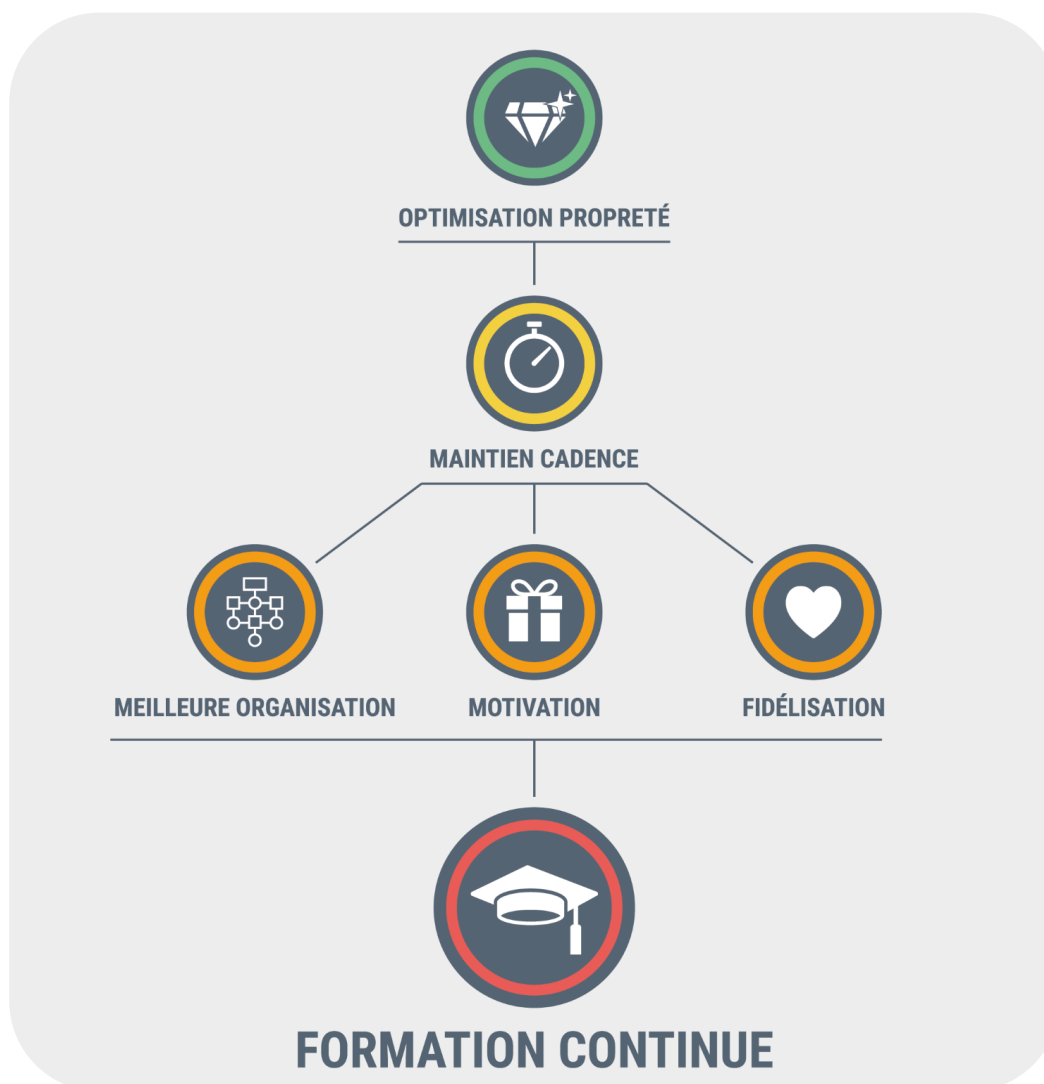 OPTIMISATION PROPRETÉ
MAINTIEN CADENCE
MEILLEURE ORGANISATION
MOTIVATION
FIDÉLISATION
FORMATION CONTINUE